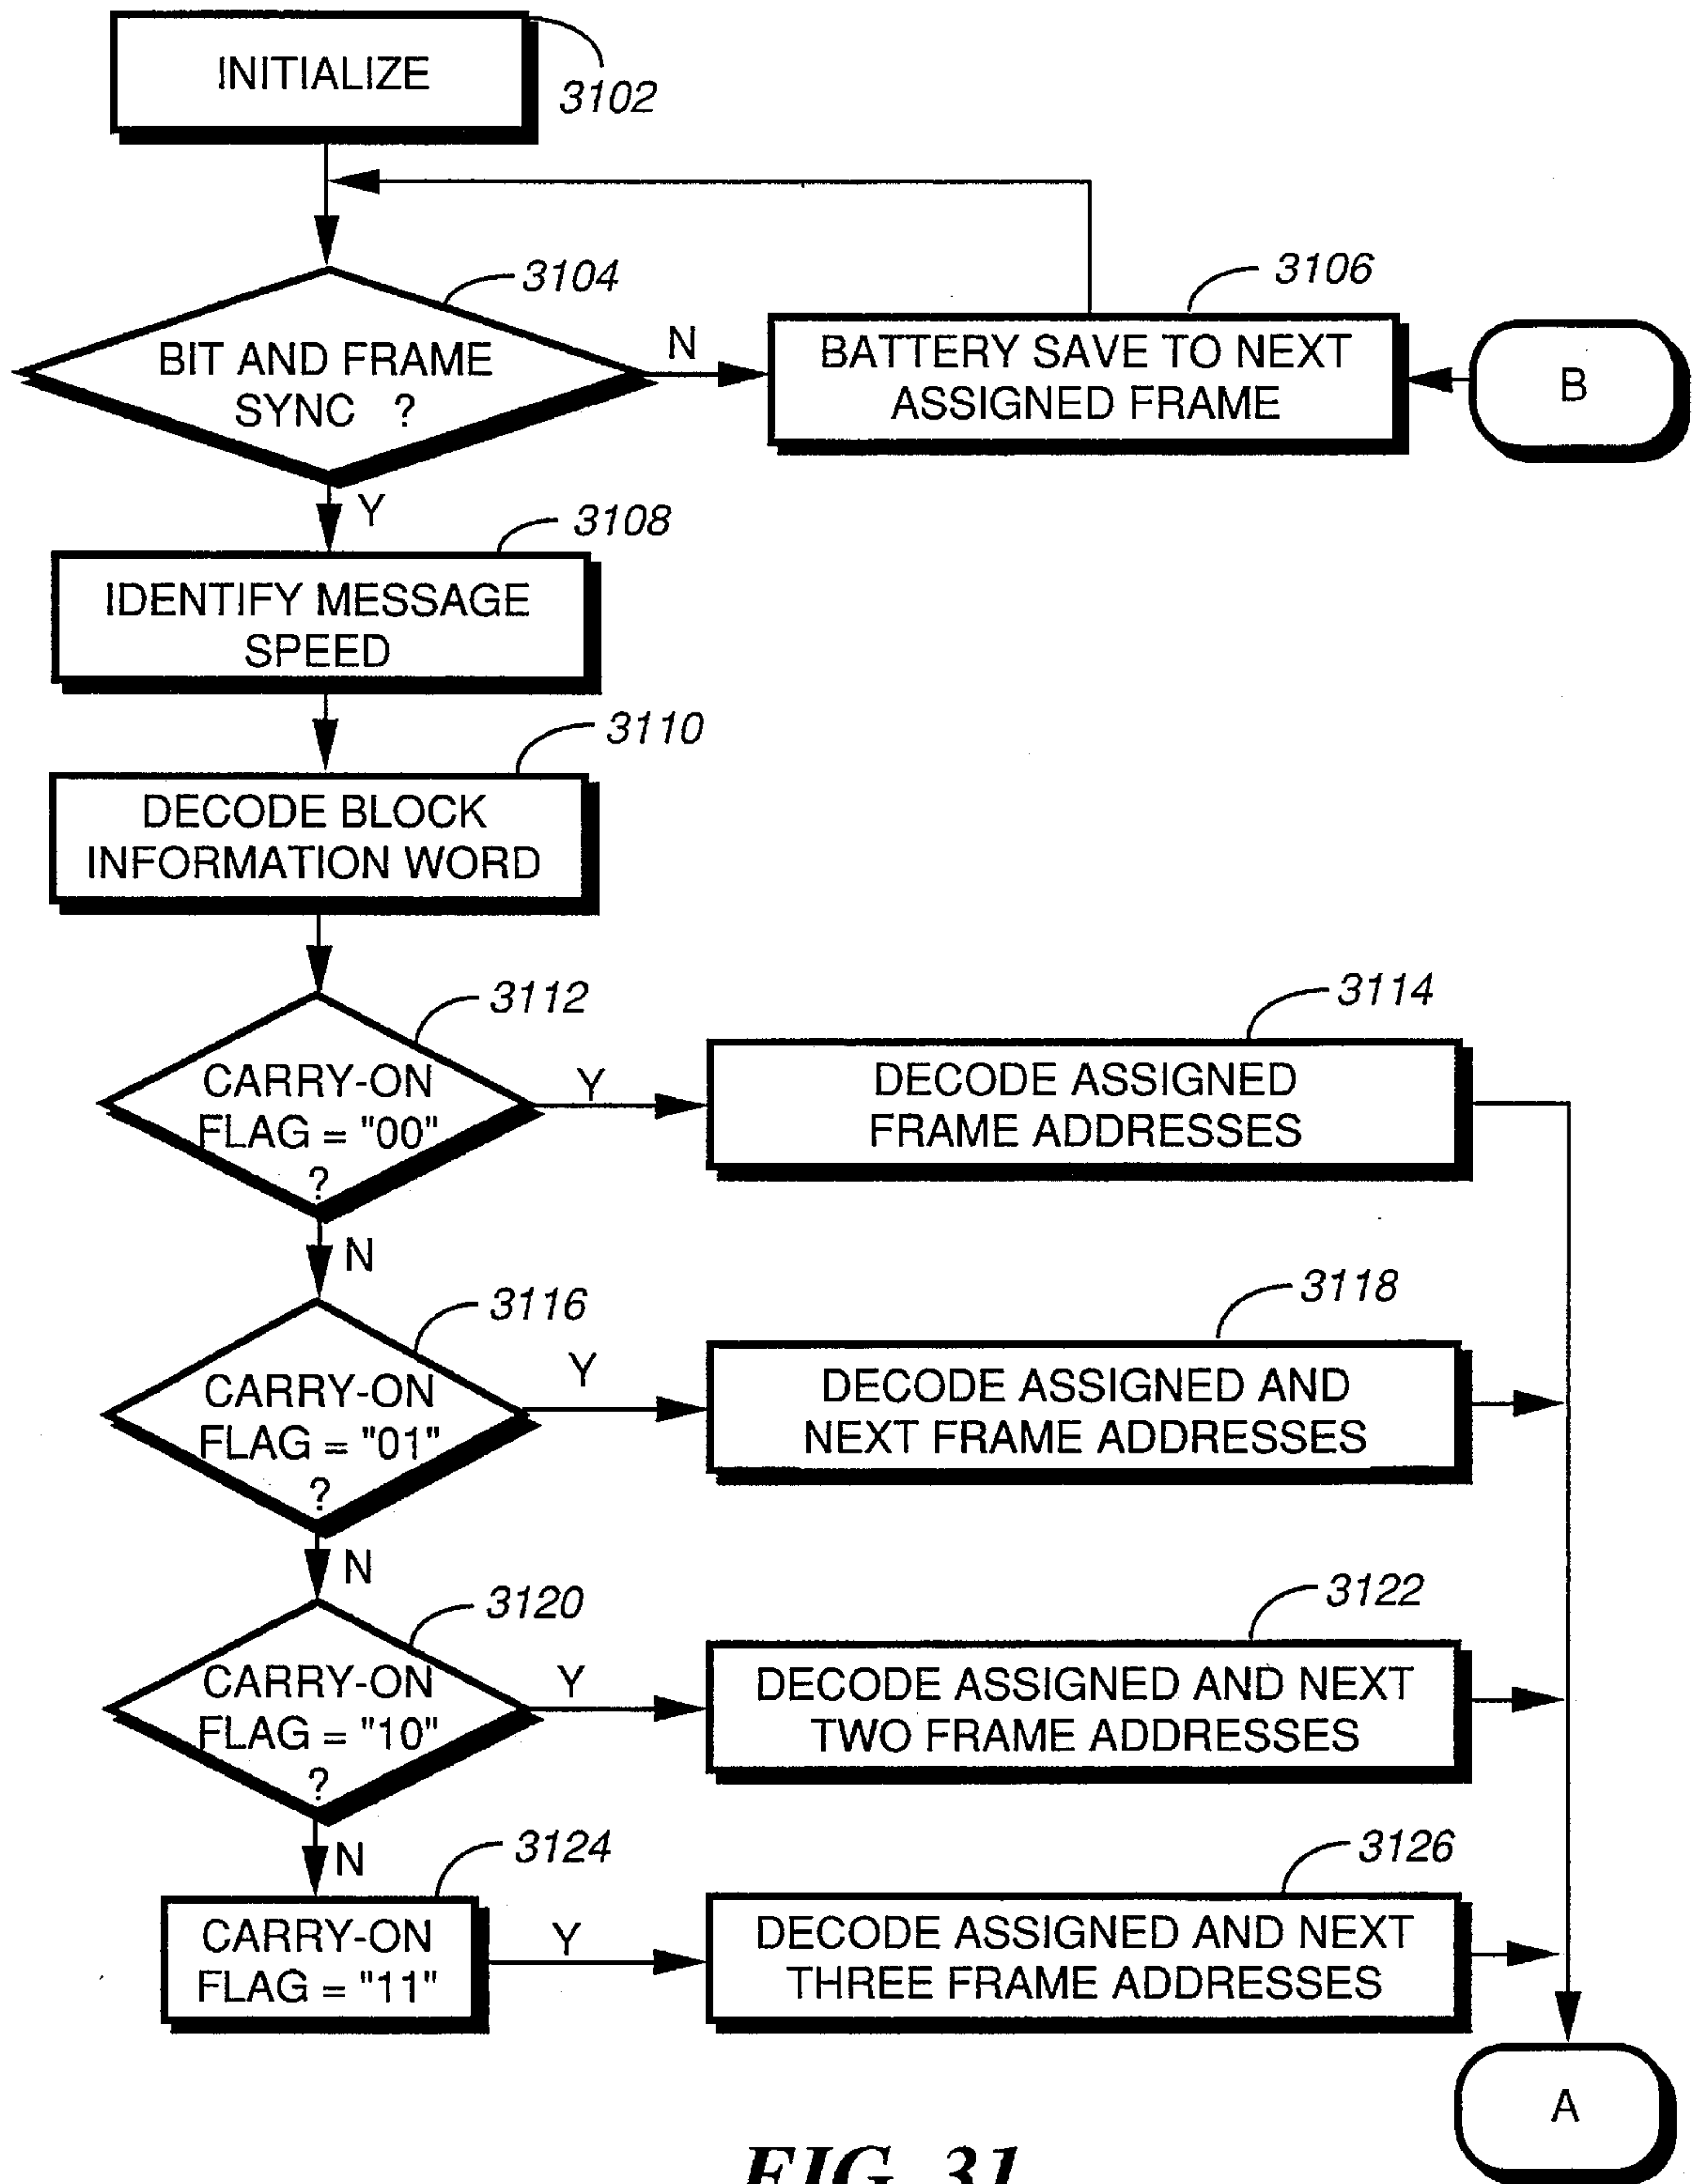 INITIALIZE
3102
3104
BIT AND FRAME
SYNC ?
N
3106
BATTERY SAVE TO NEXT
ASSIGNED FRAME
B
Y
3108
IDENTIFY MESSAGE
SPEED
3110
DECODE BLOCK
INFORMATION WORD
3112
CARRY-ON
FLAG = "00"
?
Y
3114
DECODE ASSIGNED
FRAME ADDRESSES
N
3116
CARRY-ON
FLAG = "01"
?
Y
3118
DECODE ASSIGNED AND
NEXT FRAME ADDRESSES
N
3120
CARRY-ON
FLAG = "10"
?
Y
3122
DECODE ASSIGNED AND NEXT
TWO FRAME ADDRESSES
N
3124
CARRY-ON
FLAG = "11"
Y
3126
DECODE ASSIGNED AND NEXT
THREE FRAME ADDRESSES
A
FIG. 31